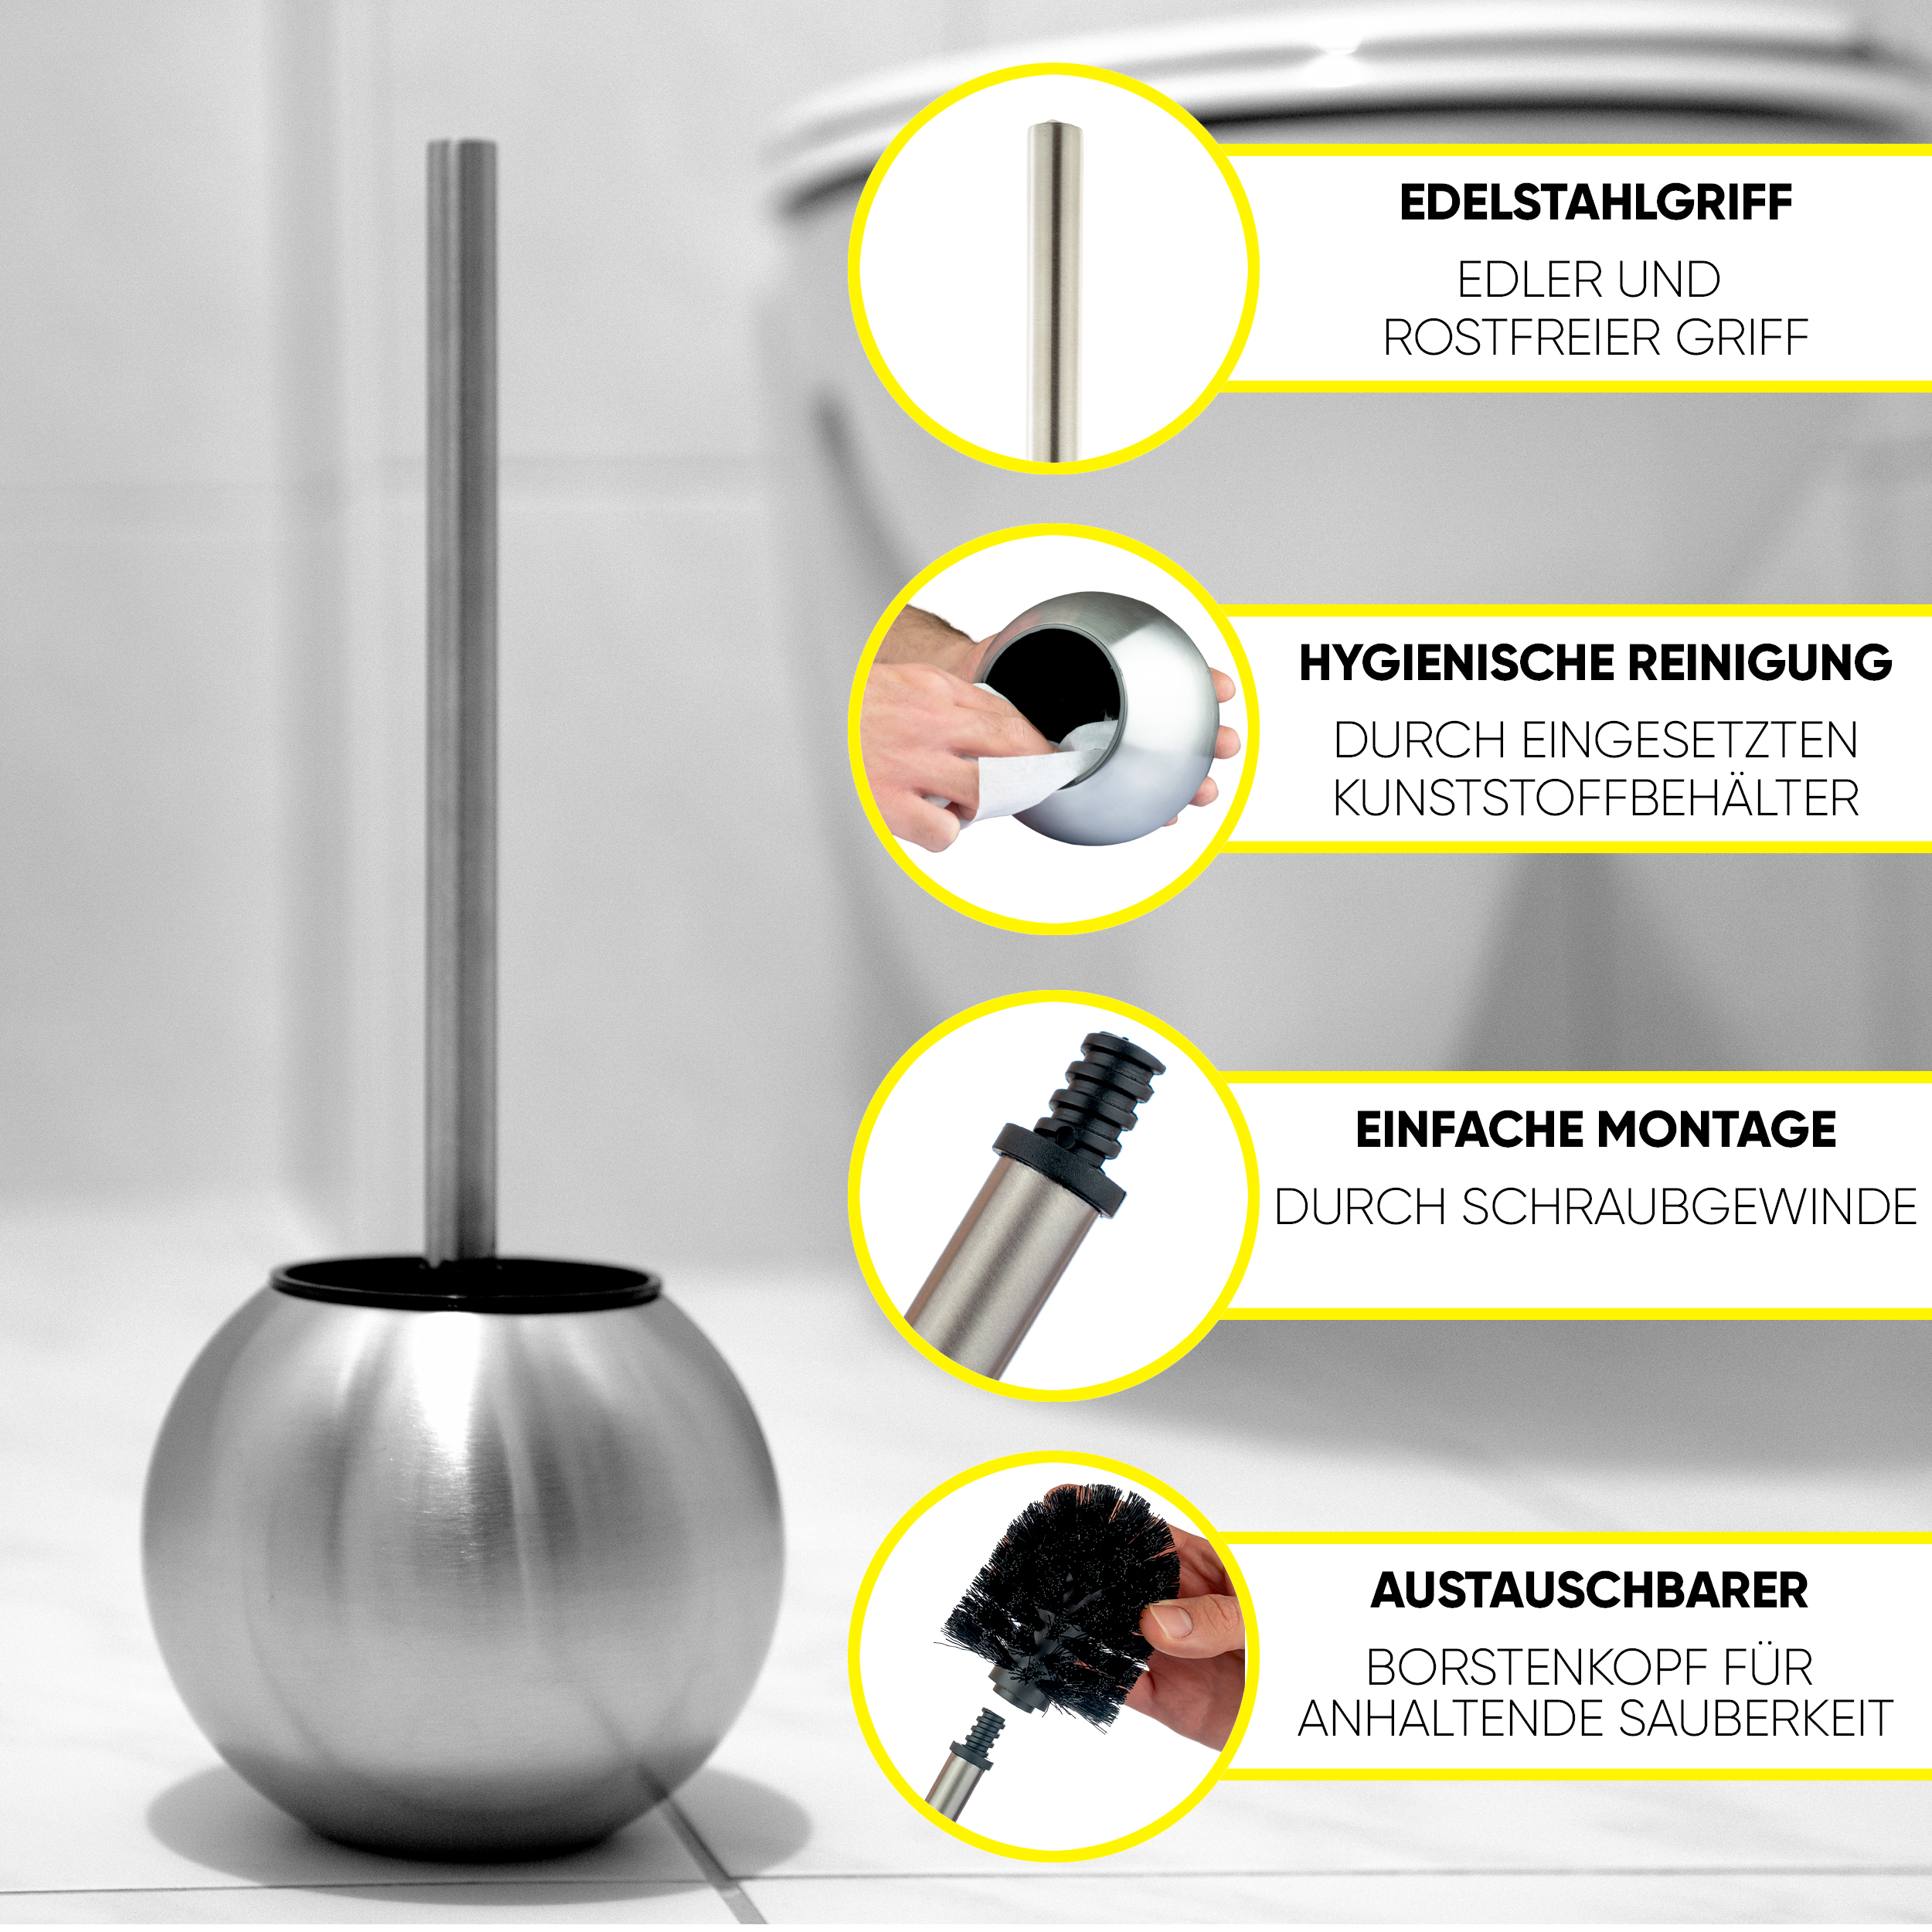 EDELSTAHLGRIFF
EDLER UND
ROSTFREIER GRIFF
HYGIENISCHE REINIGUNG
DURCH EINGESETZTEN
KUNSTSTOFFBEHÄLTER
EINFACHE MONTAGE
DURCH SCHRAUBGEWINDE
AUSTAUSCHBARER
BORSTENKOPF FÜR
ANHALTENDE SAUBERKEIT